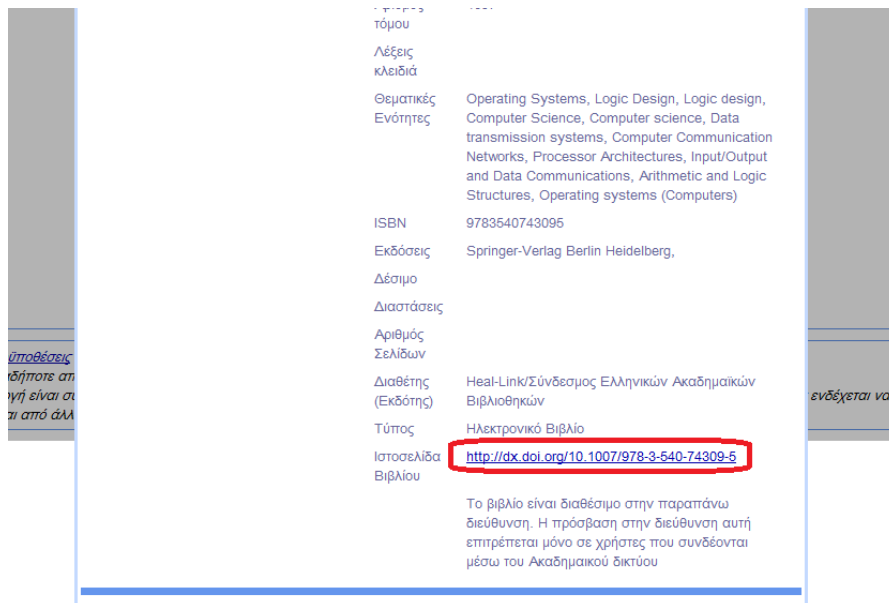 τόμου
Λέξεις
κλειδιά
Θεματικές
Ενότητες
Operating Systems, Logic Design, Logic design,
Computer Science, Computer science, Data
transmission systems, Computer Communication
Networks, Processor Architectures, Input/Output
and Data Communications, Arithmetic and Logic
Structures, Operating systems (Computers)
ISBN 9783540743095
Εκδόσεις Springer-Verlag Berlin Heidelberg,
Δέσιμο
Διαστάσεις
Αριθμός
Σελίδων
Διαθέτης
(Εκδότης)
Heal-Link/Σύνδεσμος Ελληνικών Ακαδημαϊκών
Βιβλιοθηκών
Τύπος Ηλεκτρονικό Βιβλίο
Ιστοσελίδα
Βιβλίου
http://dx.doi.org/10.1007/978-3-540-74309-5
Το βιβλίο είναι διαθέσιμο στην παραπάνω
διεύθυνση. Η πρόσβαση στην διεύθυνση αυτή
επιτρέπεται μόνο σε χρήστες που συνδέονται
μέσω του Ακαδημαικού δικτύου
ϋποθέσεις
είναι
από άλλ
ενδέχεται να